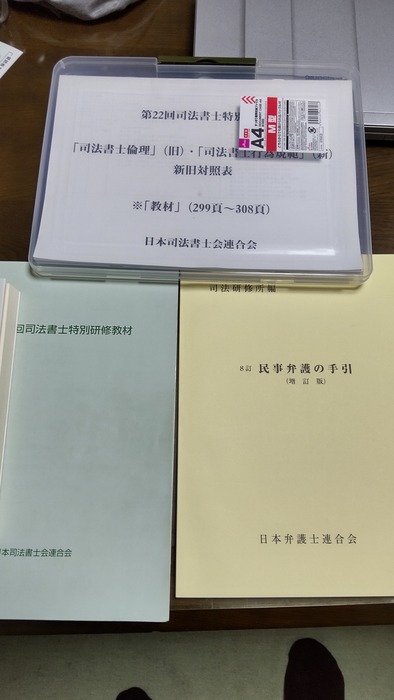 第22回司法書士特別
「司法書士倫理」（旧）・「司法書士行為規範」（新）
新旧対照表
※「教材」（299頁～308頁）
日本司法書士会連合会
A4
M型
回司法書士特別研修教材
本司法書士会連合会
司法研修所編
8訂 民事弁護の手引
（増訂版）
日本弁護士連合会